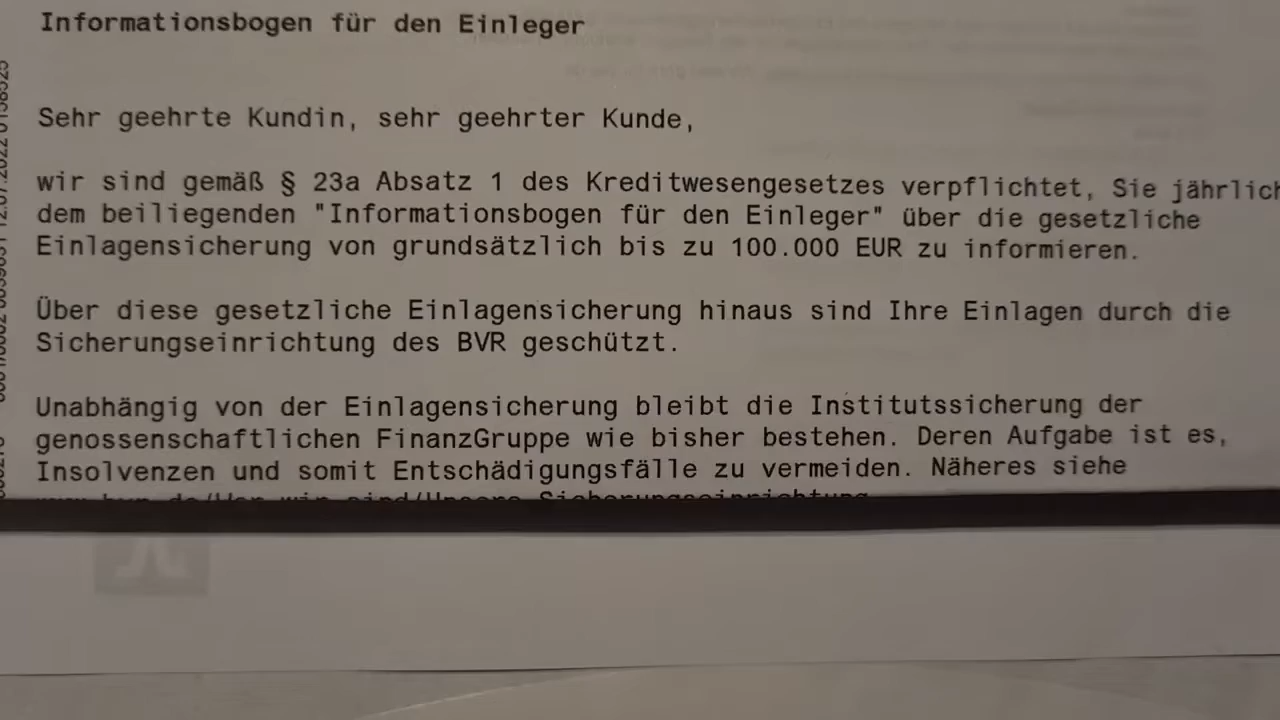 Informationsbogen für den Einleger
Sehr geehrte Kundin, sehr geehrter Kunde,
wir sind gemäß § 23a Absatz 1 des Kreditwesengesetzes verpflichtet, Sie jährlich
dem beiliegenden "Informationsbogen für den Einleger" über die gesetzliche
Einlagensicherung von grundsätzlich bis zu 100.000 EUR zu informieren.
Über diese gesetzliche Einlagensicherung hinaus sind Ihre Einlagen durch die
Sicherungseinrichtung des BVR geschützt.
Unabhängig von der Einlagensicherung bleibt die Institutssicherung der
genossenschaftlichen FinanzGruppe wie bisher bestehen. Deren Aufgabe ist es,
Insolvenzen und somit Entschädigungsfälle zu vermeiden. Näheres siehe